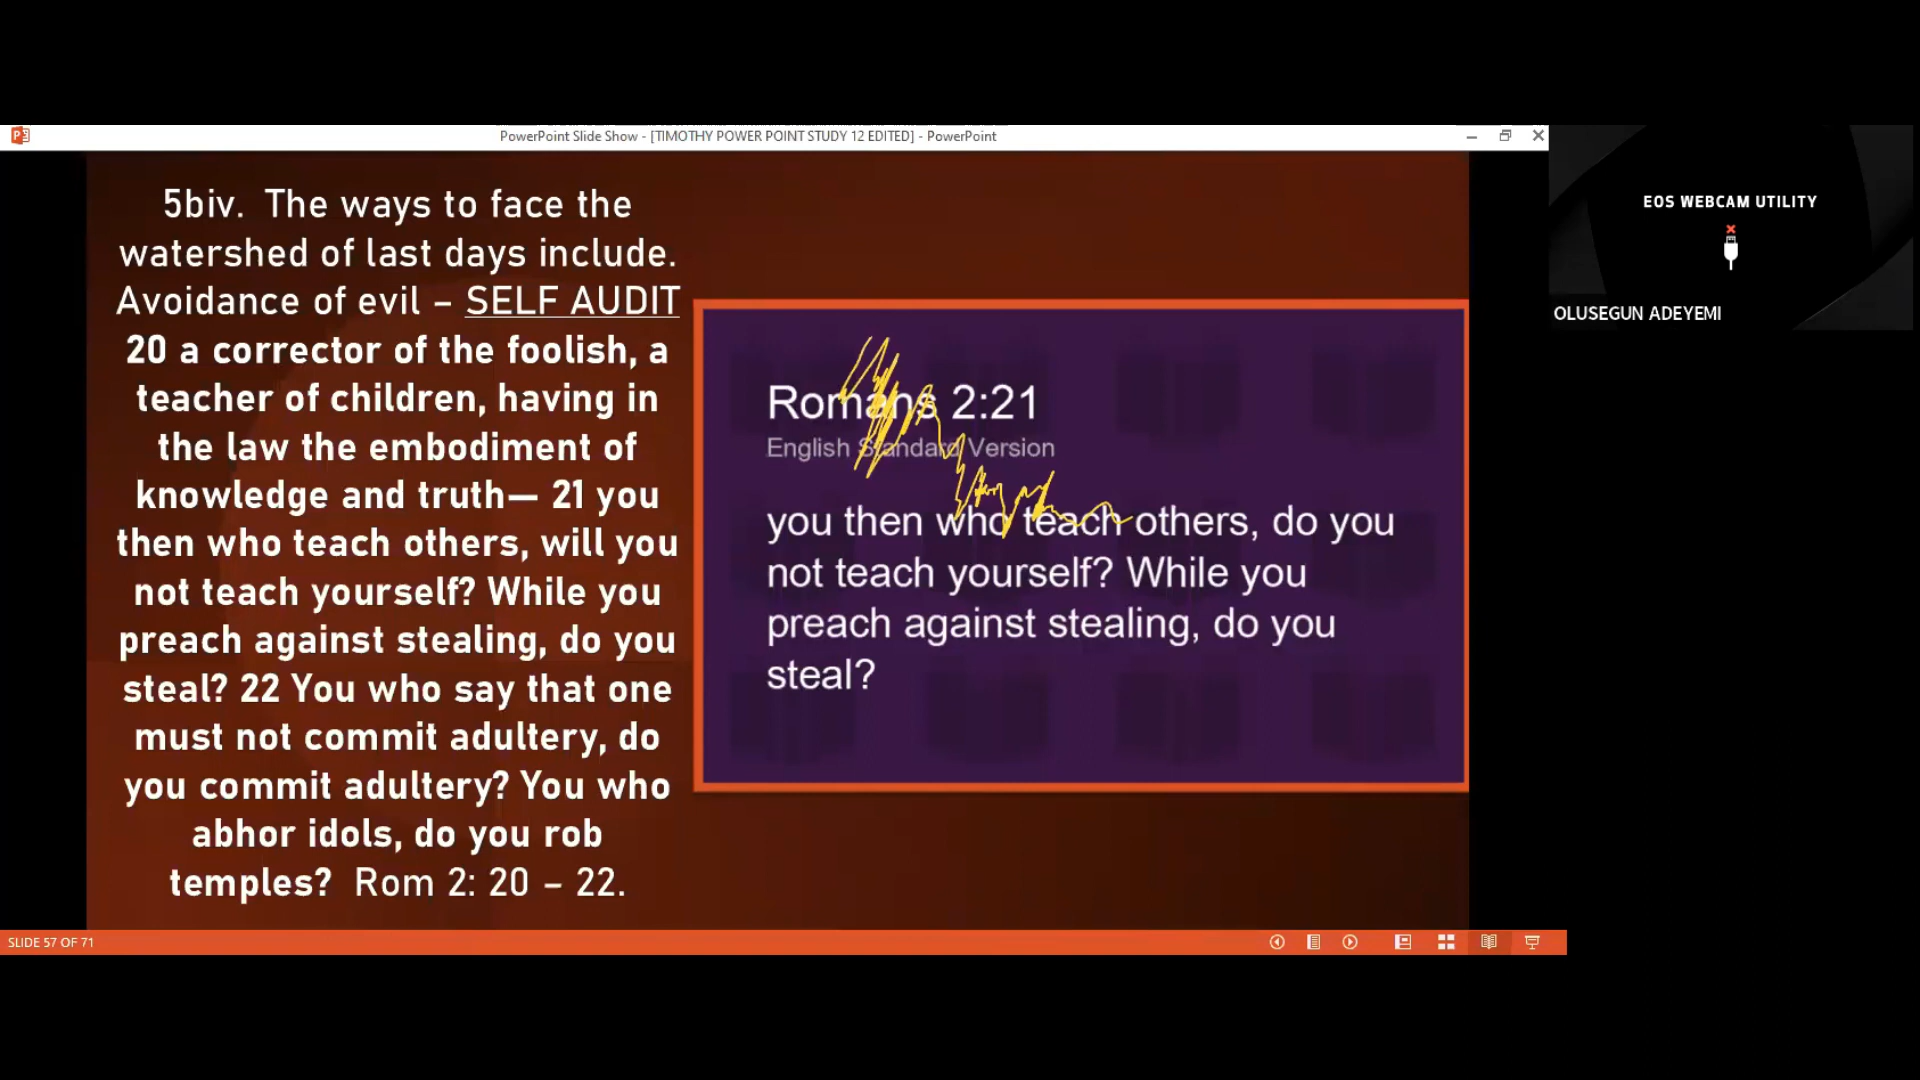 PowerPoint Slide Show - [TIMOTHY POWER POINT STUDY 12 EDITED] - PowerPoint
5biv. The ways to face the
watershed of last days include.
Avoidance of evil – SELF AUDIT
20 a corrector of the foolish, a
teacher of children, having in
the law the embodiment of
knowledge and truth— 21 you
then who teach others, will you
not teach yourself? While you
preach against stealing, do you
steal? 22 You who say that one
must not commit adultery, do
you commit adultery? You who
abhor idols, do you rob
temples? Rom 2: 20 – 22.
Romans 2:21
English Standard Version
you then who teach others, do you
not teach yourself? While you
preach against stealing, do you
steal?
EOS WEBCAM UTILITY
OLUSEGUN ADEYEMI
SLIDE 57 OF 71